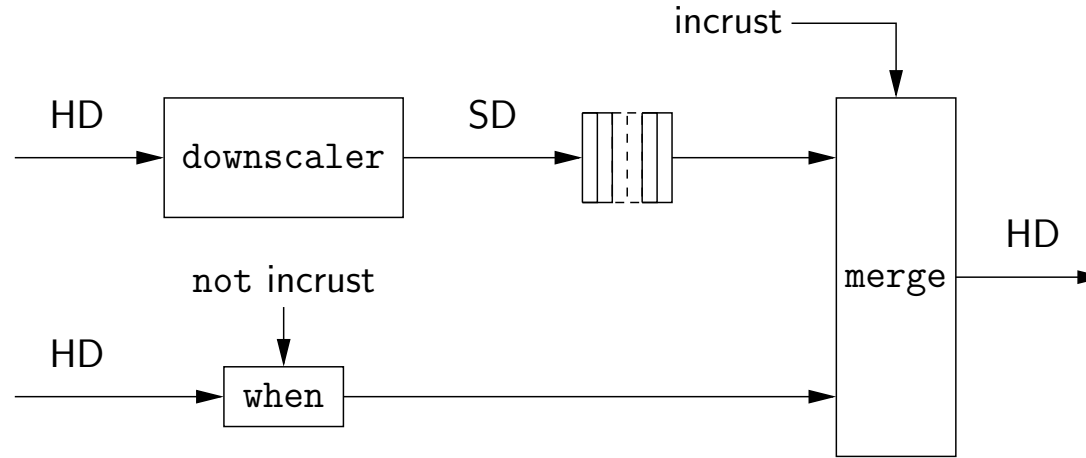 incrust
HD
SD
downscaler
HD
merge
not incrust
HD
when